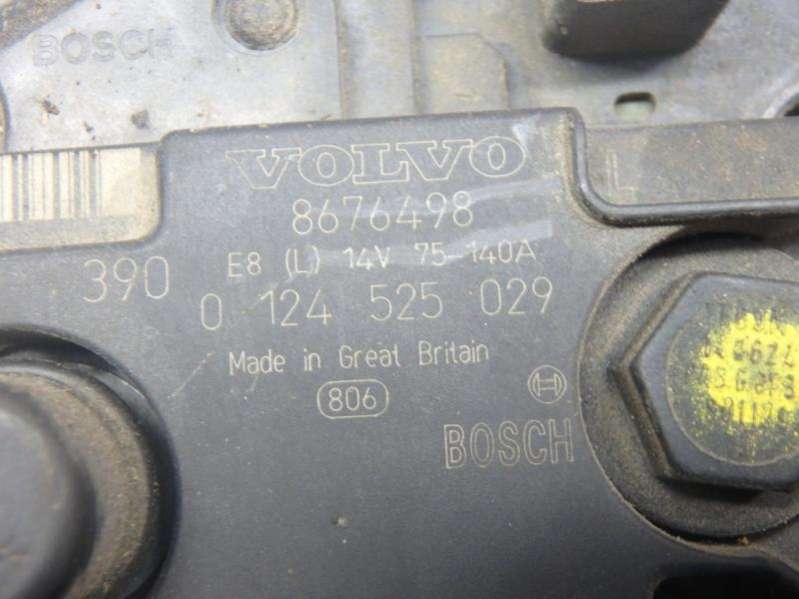 BOSCH
VOLVO
8676498
E8 (L) 14V 75-140A
390
0 124 525 029
L
Made in Great Britain
806
BOSCH